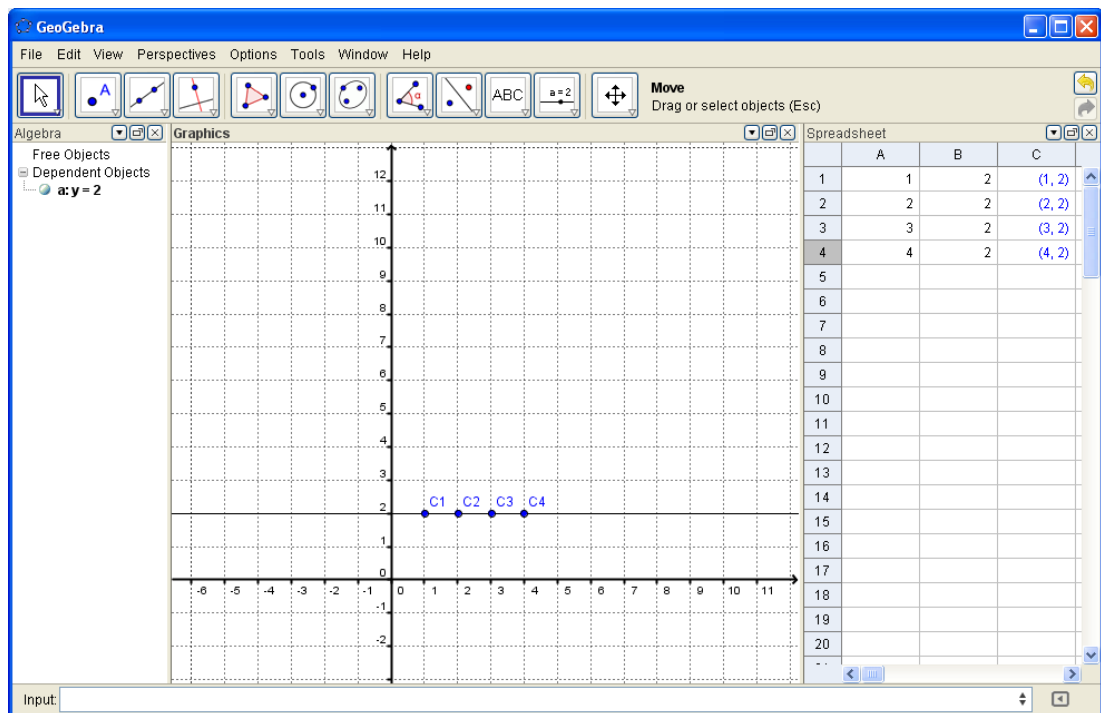 GeoGebra
File Edit View Perspectives Options Tools Window Help
A
α
ABC
a = 2
Move
Drag or select objects (Esc)
Algebra
Free Objects
Dependent Objects
a: y = 2
Graphics
12
11
10
9
8
7
6
5
4
3
2
1
0
-1
-2
C1 C2 C3 C4
-6 -5 -4 -3 -2 -1 0 1 2 3 4 5 6 7 8 9 10 11
Spreadsheet
A B C
1 1 2 (1, 2)
2 2 2 (2, 2)
3 3 2 (3, 2)
4 4 2 (4, 2)
5
6
7
8
9
10
11
12
13
14
15
16
17
18
19
20
Input: